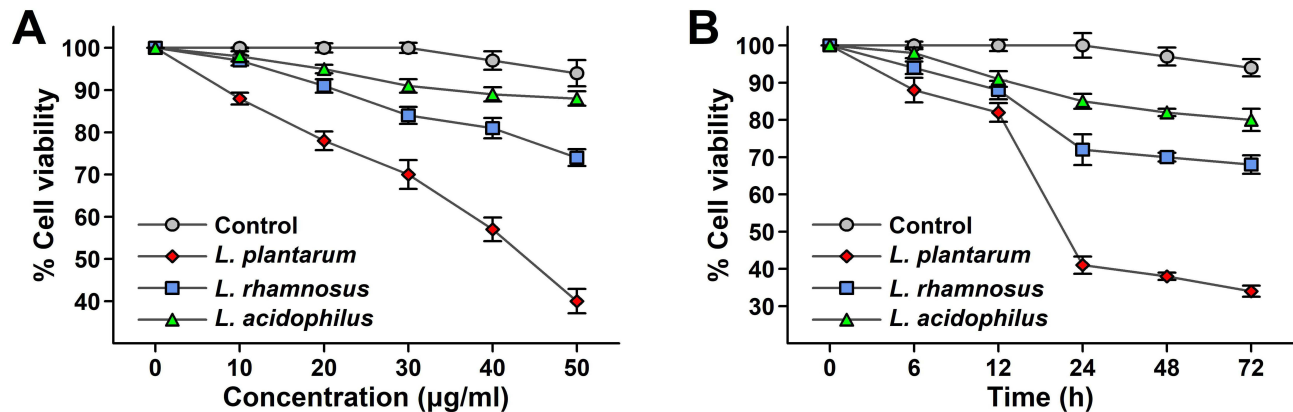 A
% Cell viability
100
90
80
70
60
50
40
Control
L. plantarum
L. rhamnosus
L. acidophilus
0 10 20 30 40 50
Concentration (µg/ml)
B
% Cell viability
100
90
80
70
60
50
40
30
Control
L. plantarum
L. rhamnosus
L. acidophilus
0 6 12 24 48 72
Time (h)